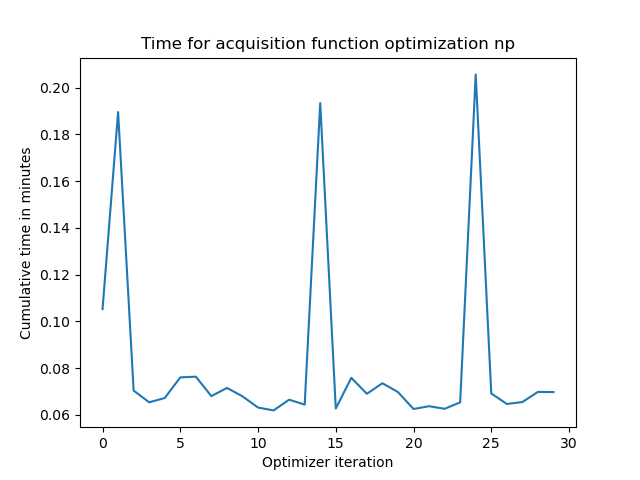 Time for acquisition function optimization np
Cumulative time in minutes
0.20
0.18
0.16
0.14
0.12
0.10
0.08
0.06
0 5 10 15 20 25 30
Optimizer iteration